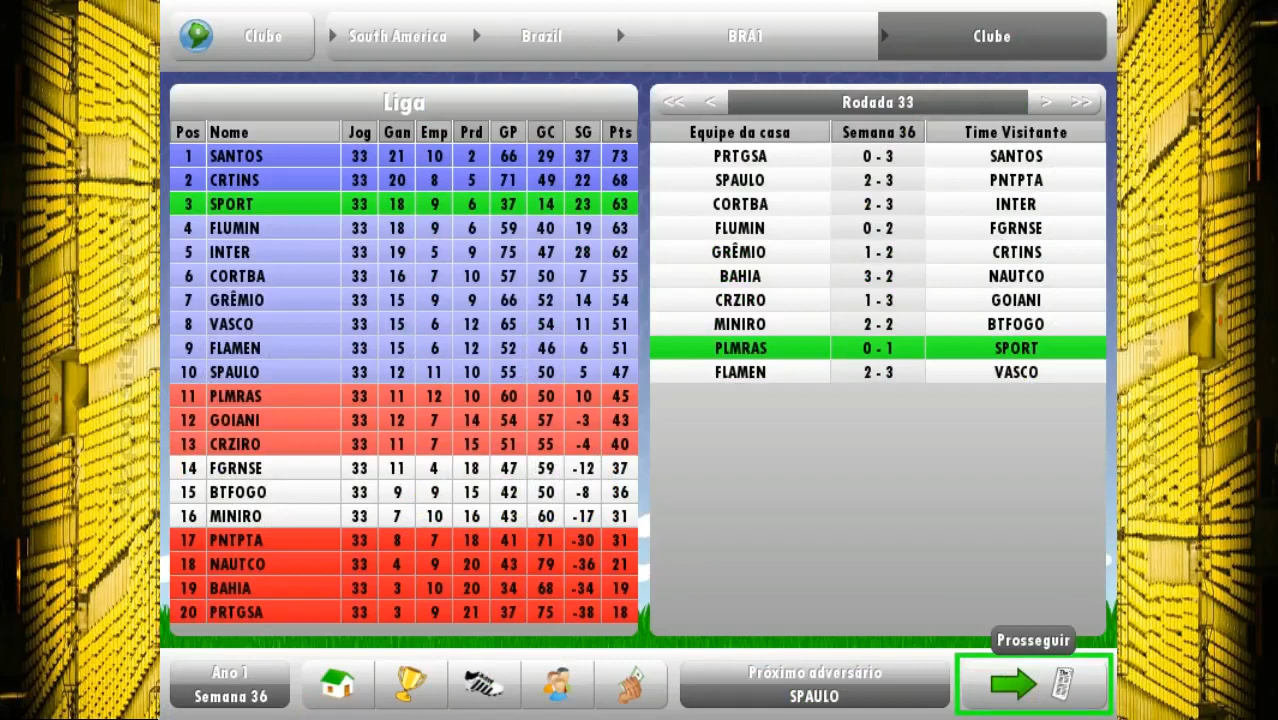 Clube South America Brazil BRA1 Clube
Liga
Pos Nome Jog Gan Emp Prd GP GC SG Pts
1 SANTOS 33 21 10 2 66 29 37 73
2 CRTINS 33 20 8 5 71 49 22 68
3 SPORT 33 18 9 6 37 14 23 63
4 FLUMIN 33 18 9 6 59 40 19 63
5 INTER 33 19 5 9 75 47 28 62
6 CORTBA 33 16 7 10 57 50 7 55
7 GRÊMIO 33 15 9 9 66 52 14 54
8 VASCO 33 15 6 12 65 54 11 51
9 FLAMEN 33 15 6 12 52 46 6 51
10 SPAULO 33 12 11 10 55 50 5 47
11 PLMRAS 33 11 12 10 60 50 10 45
12 GOIANI 33 12 7 14 54 57 -3 43
13 CRZIRO 33 11 7 15 51 55 -4 40
14 FGRNSE 33 11 4 18 47 59 -12 37
15 BTFOGO 33 9 9 15 42 50 -8 36
16 MINIRO 33 7 10 16 43 60 -17 31
17 PNTPTA 33 8 7 18 41 71 -30 31
18 NAUTCO 33 4 9 20 43 79 -36 21
19 BAHIA 33 3 10 20 34 68 -34 19
20 PRTGSA 33 3 9 21 37 75 -38 18
<< < Rodada 33 > >>
Equipe da casa Semana 36 Time Visitante
PRTGSA 0 - 3 SANTOS
SPAULO 2 - 3 PNTPTA
CORTBA 2 - 3 INTER
FLUMIN 0 - 2 FGRNSE
GRÊMIO 1 - 2 CRTINS
BAHIA 3 - 2 NAUTCO
CRZIRO 1 - 3 GOIANI
MINIRO 2 - 2 BTFOGO
PLMRAS 0 - 1 SPORT
FLAMEN 2 - 3 VASCO
Prosseguir
Ano 1
Semana 36
Próximo adversário
SPAULO